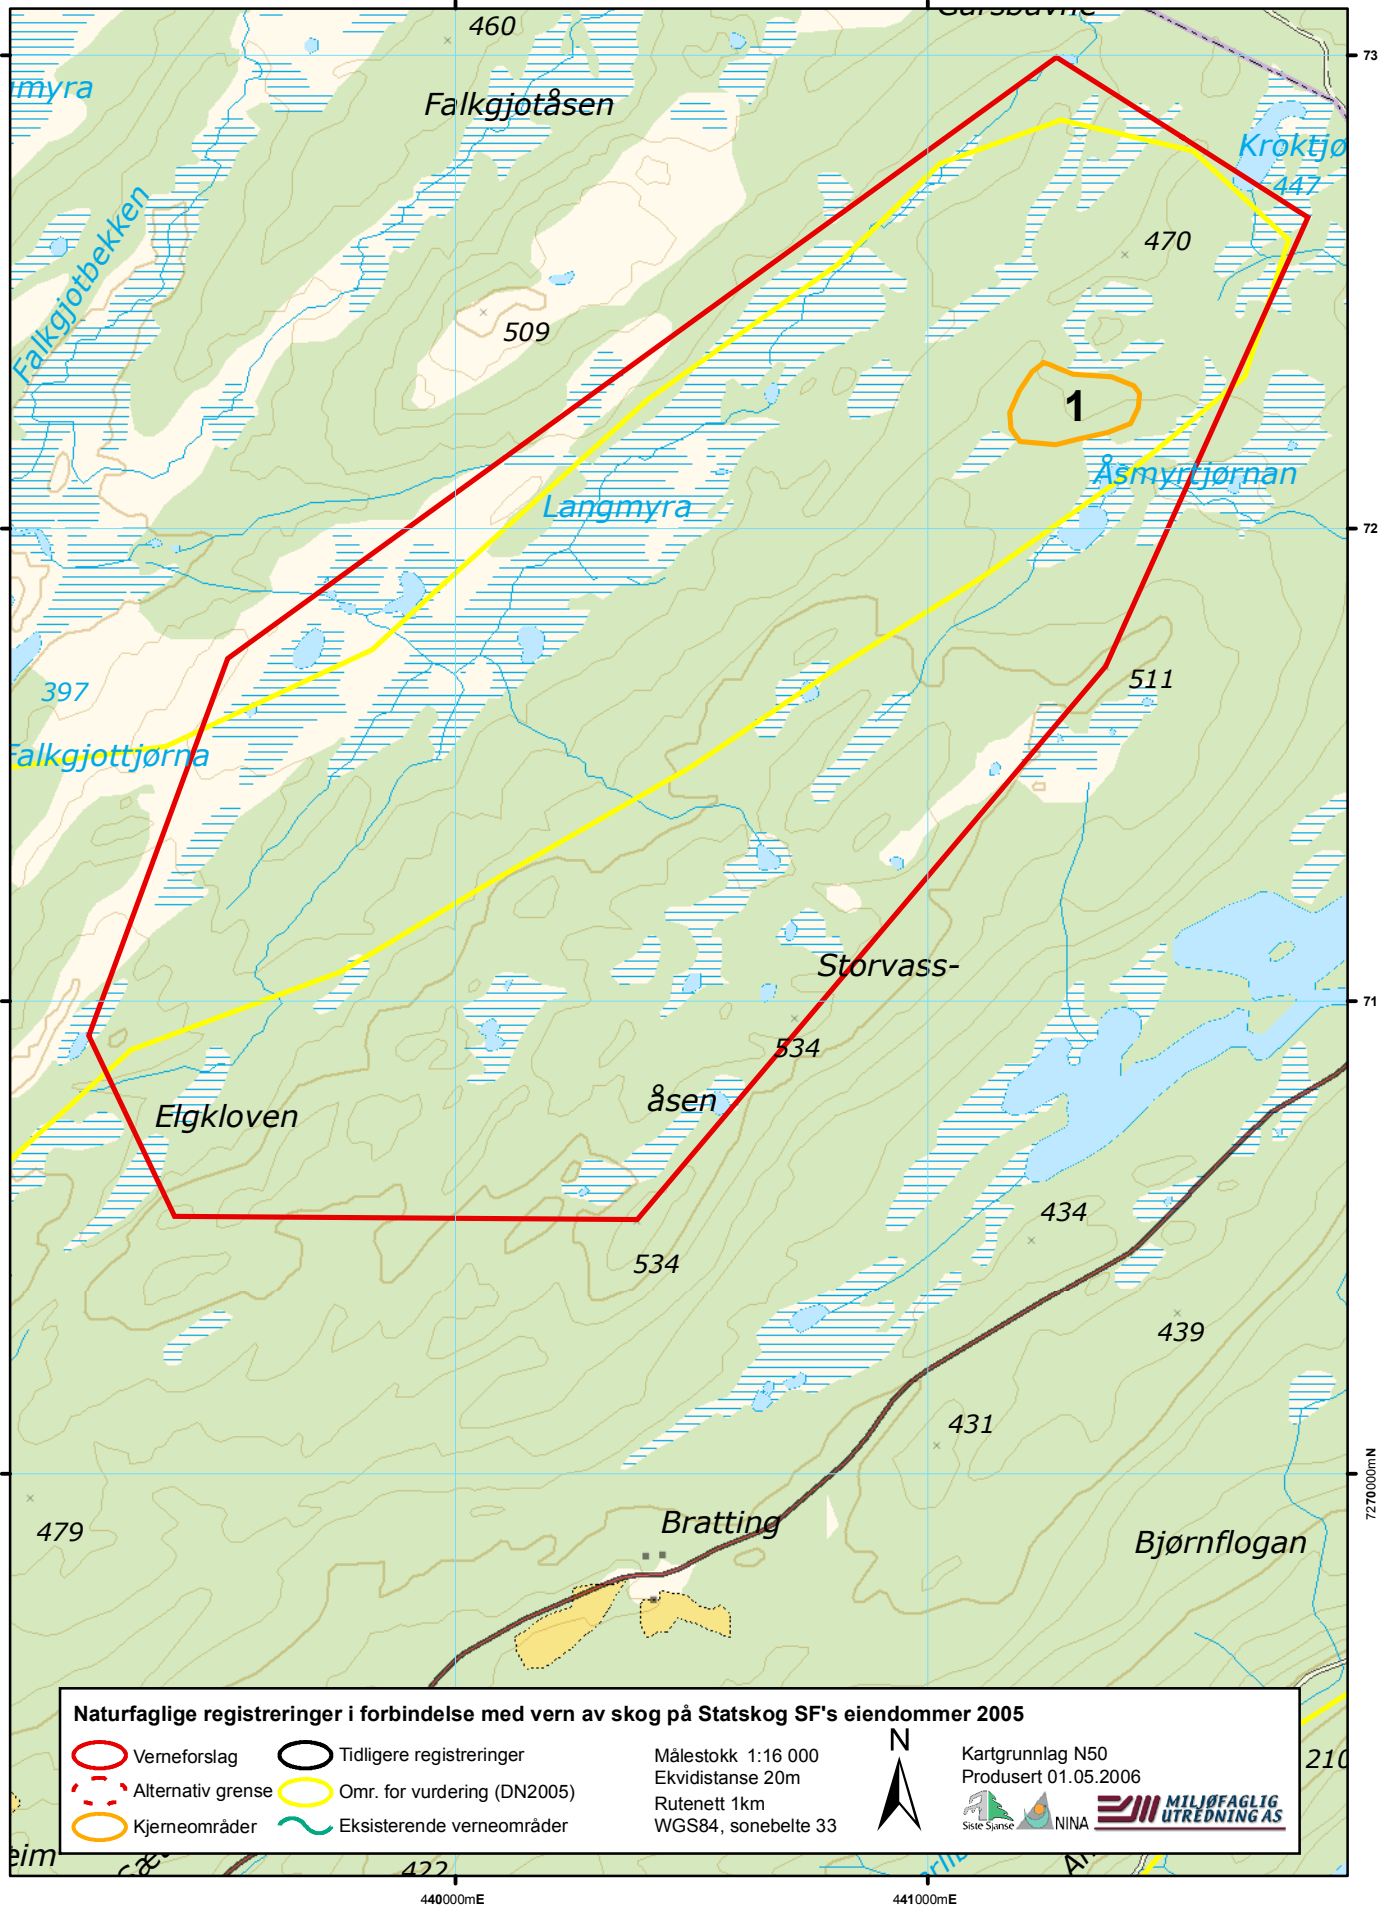 460
73
Falkgjotåsen
Kroktjø
447
Falkgjotbekken
470
509
1
Åsmyrtjørnan
Langmyra
72
511
397
Falkgjottjørna
Storvass-
71
534
åsen
Elgkloven
434
534
439
431
7270000mN
479
Bratting
Bjørnflogan
Naturfaglige registreringer i forbindelse med vern av skog på Statskog SF's eiendommer 2005
Verneforslag
Tidligere registreringer
Alternativ grense
Omr. for vurdering (DN2005)
Kjerneområder
Eksisterende verneområder
Målestokk 1:16 000
Ekvidistanse 20m
Rutenett 1km
WGS84, sonebelte 33
N
Kartgrunnlag N50
Produsert 01.05.2006
Siste Sjanse
NINA
MILJØFAGLIG
UTREDNING AS
210
eim
422
440000mE
441000mE